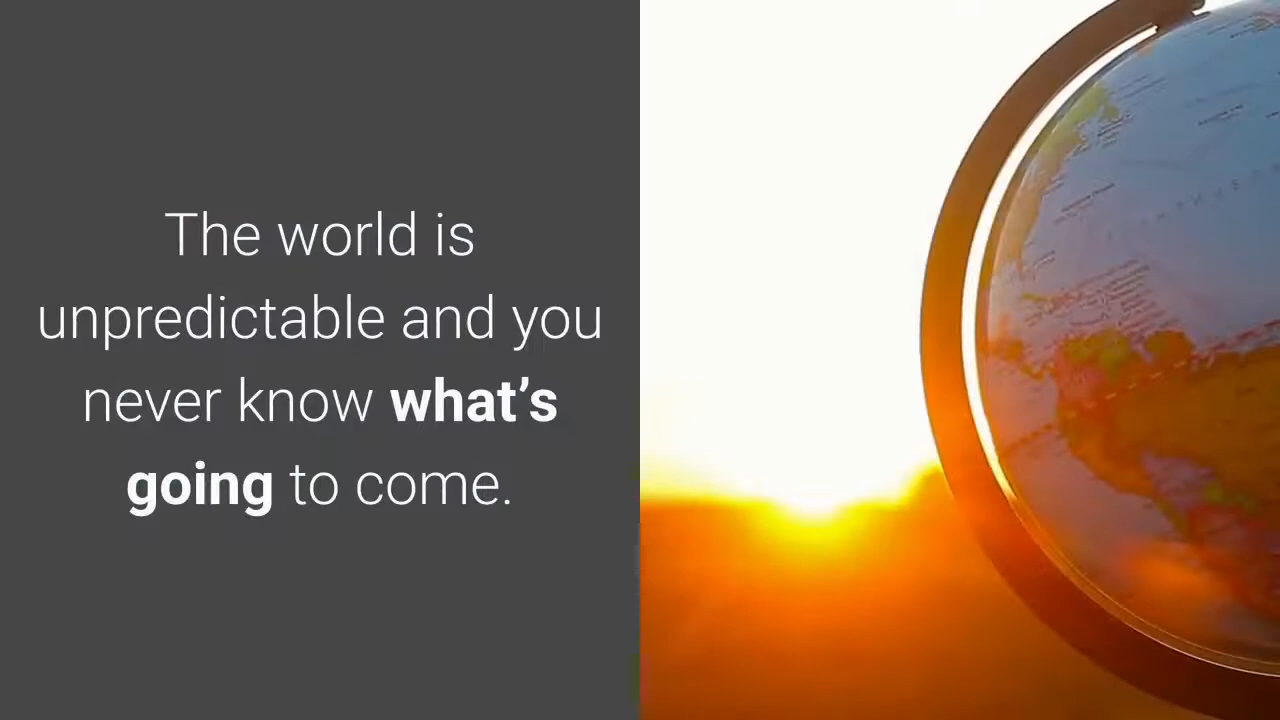 The world is
unpredictable and you
never know what’s
going to come.